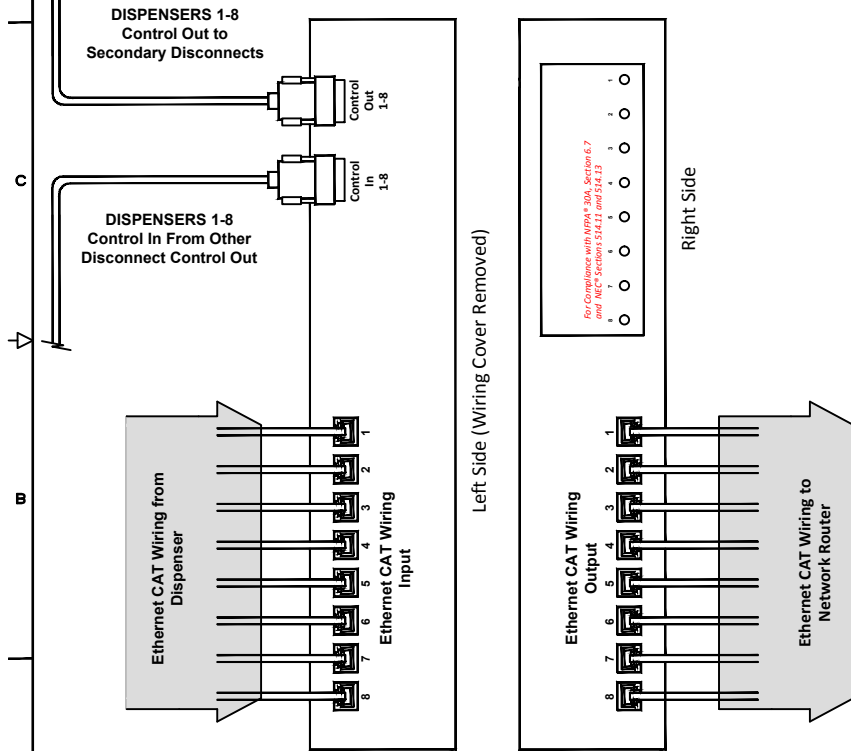 DISPENSERS 1-8
Control Out to
Secondary Disconnects
Control
Out
1-8
Control
In
1-8
DISPENSERS 1-8
Control In From Other
Disconnect Control Out
C
B
Ethernet CAT Wiring from
Dispenser
1
2
3
4
5
6
7
8
Ethernet CAT Wiring
Input
Left Side (Wiring Cover Removed)
1
2
3
4
5
6
7
8
For Compliance with NFPA® 30A, Section 6.7
and NEC® Sections 514.11 and 514.13
Right Side
Ethernet CAT Wiring
Output
1
2
3
4
5
6
7
8
Ethernet CAT Wiring to
Network Router